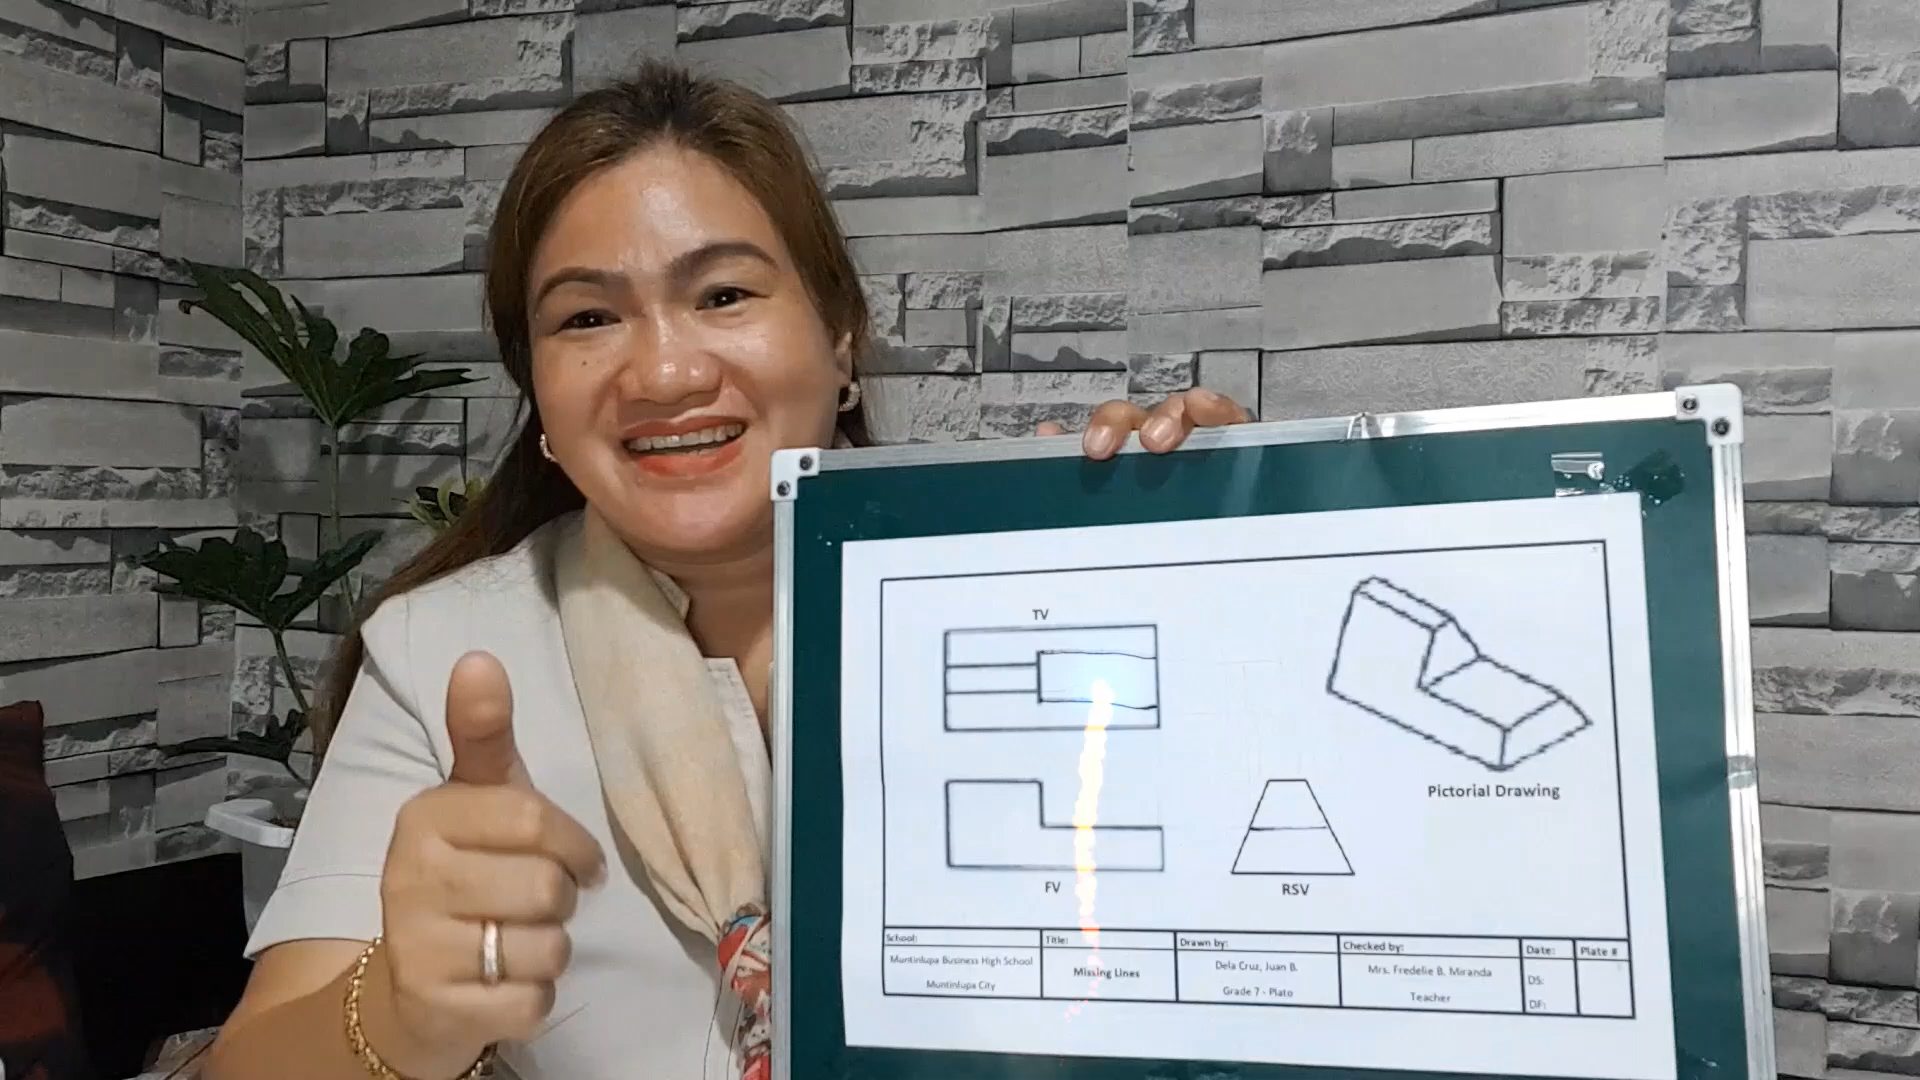 TV
Pictorial Drawing
FV
RSV
School:
Muntinlupa Business High School
Muntinlupa City
Title:
Missing Lines
Drawn by:
Dela Cruz, Juan B.
Grade 7 - Plato
Checked by:
Mrs. Fredelie B. Miranda
Teacher
Date:
DS:
DF:
Plate #